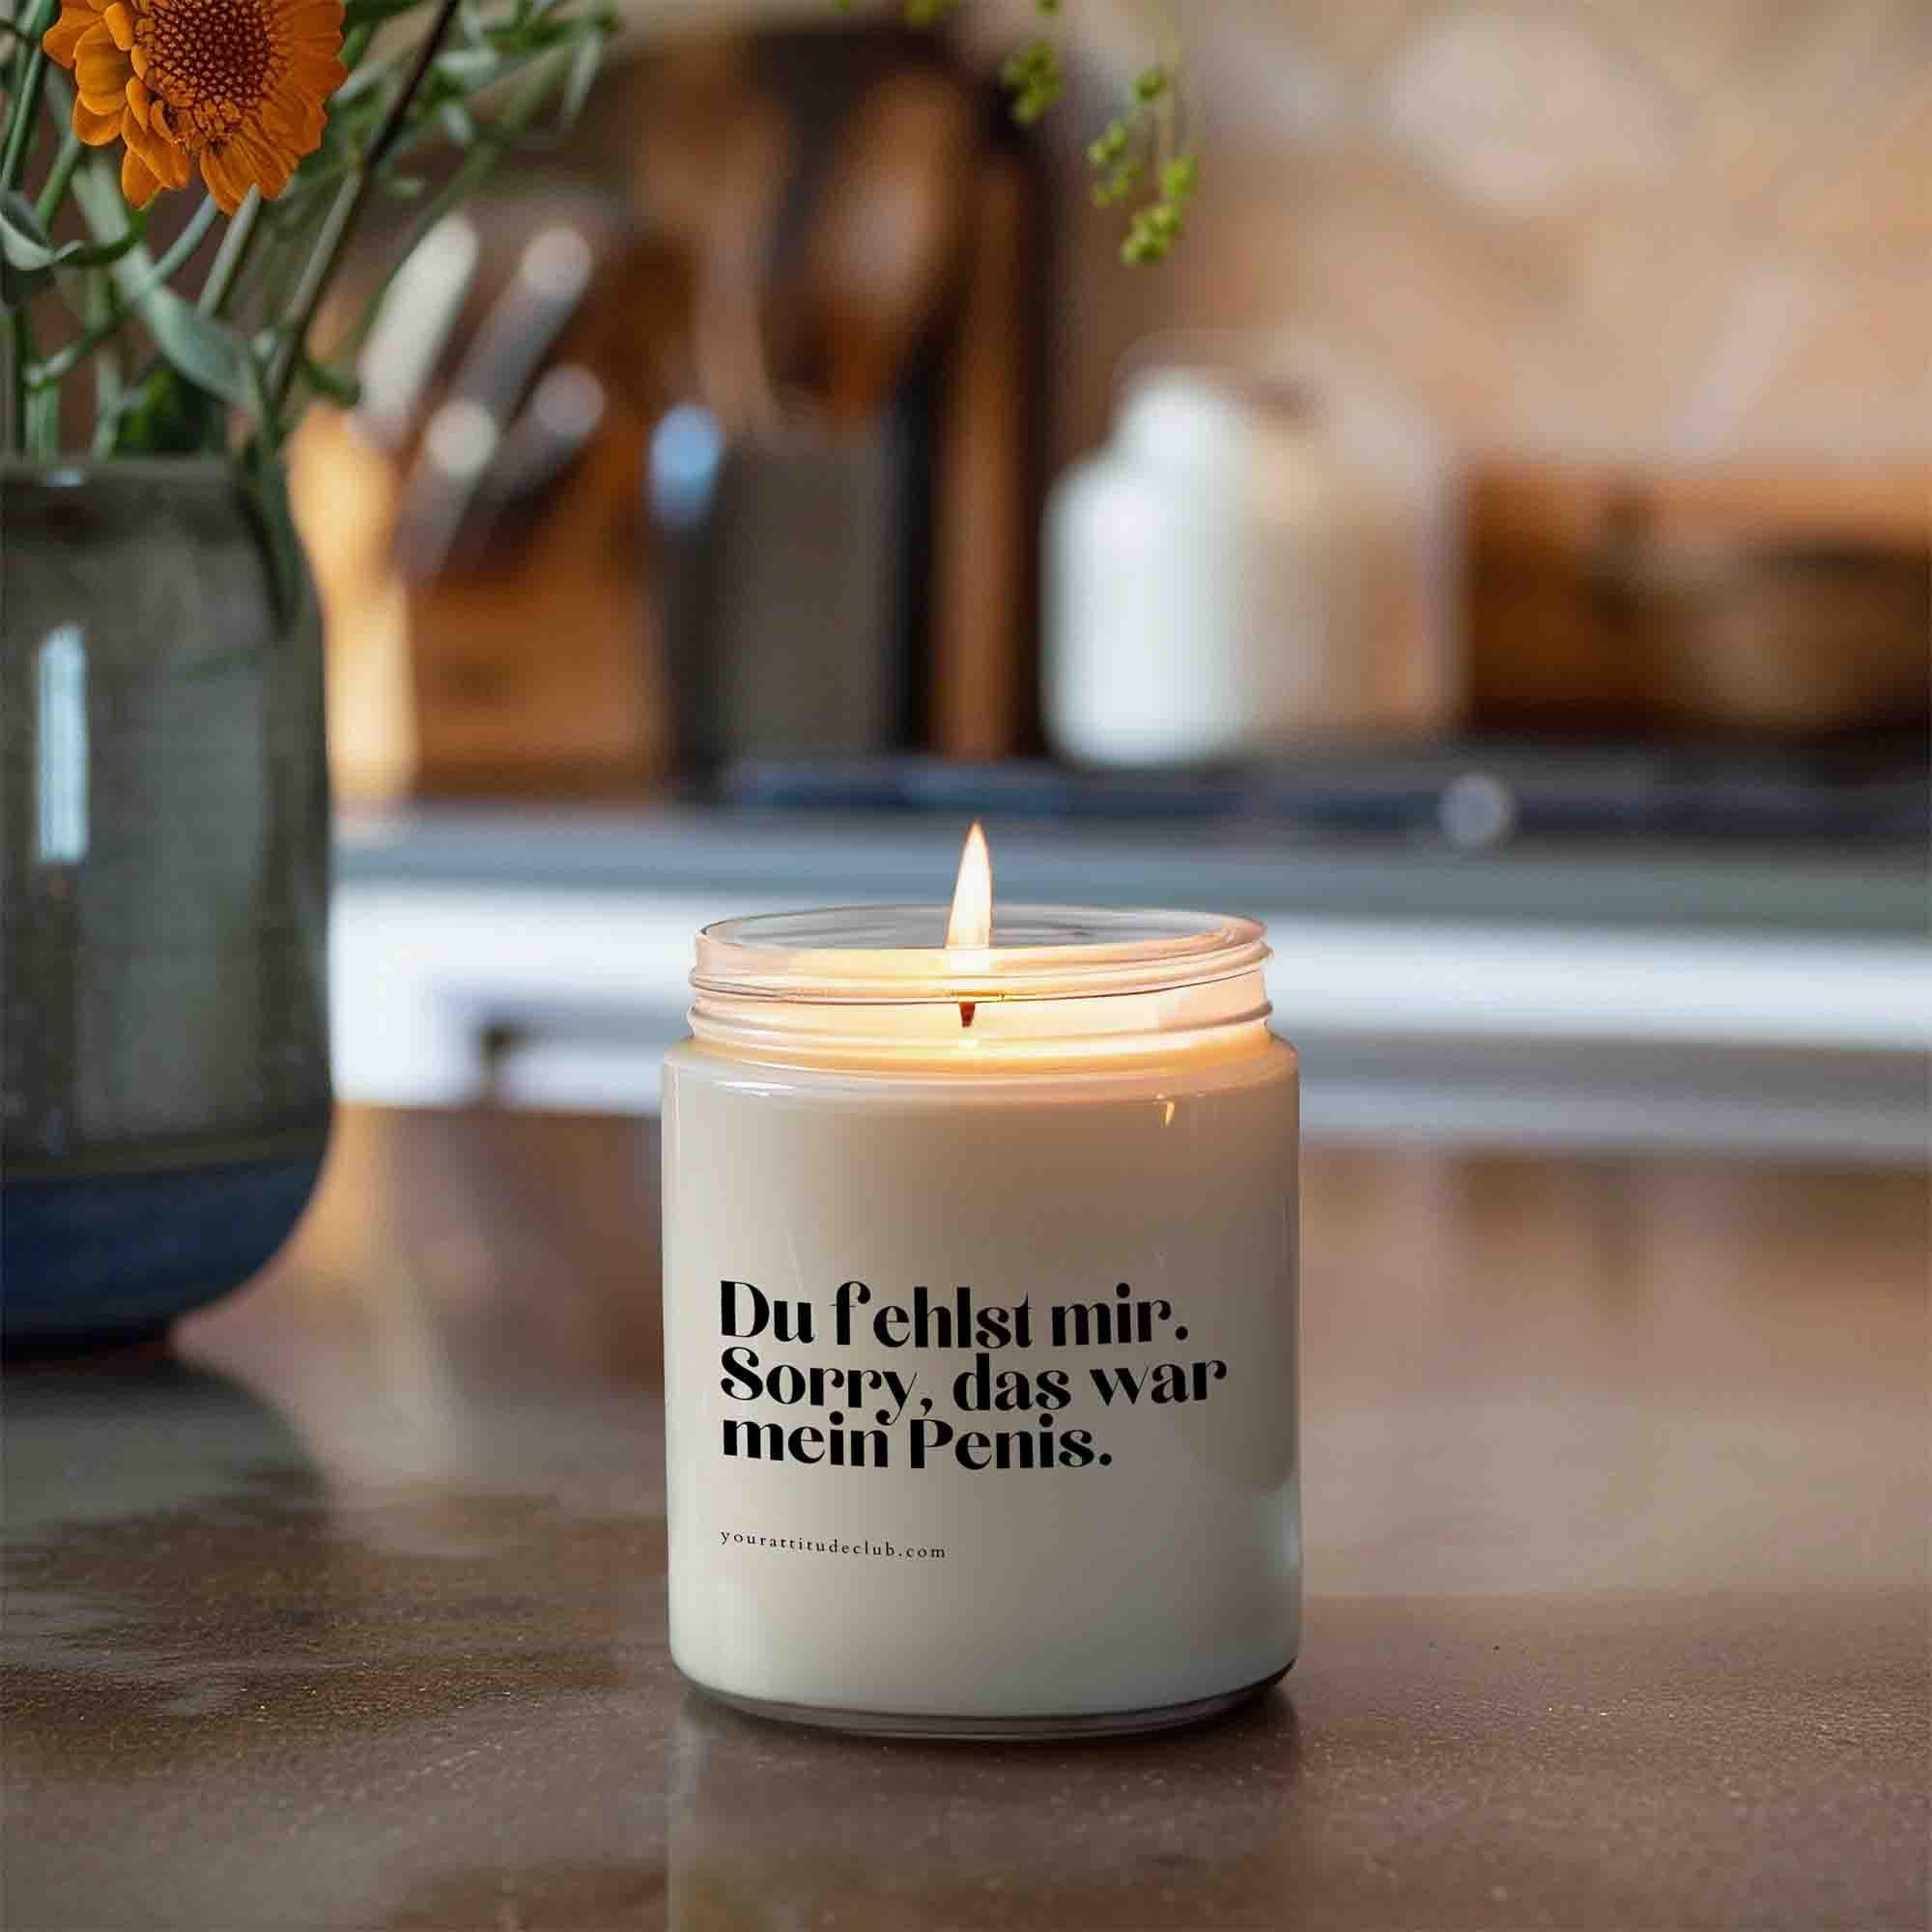 Du fehlst mir.
Sorry, das war
mein Penis.
yourattitudeclub.com